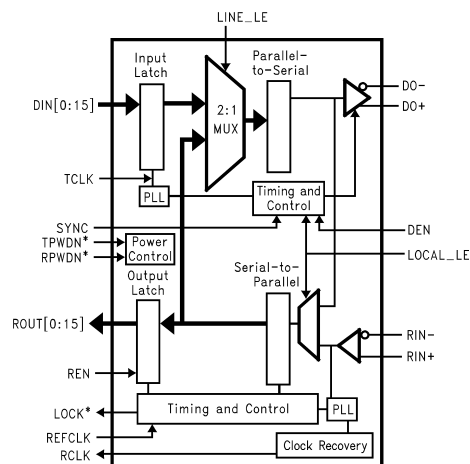 LINE_LE
Input
Latch
Parallel-
to-Serial
DO-
DO+
DIN[0:15]
2:1
MUX
TCLK
PLL
Timing and
Control
SYNC
DEN
TPWDN*
RPWDN*
Power
Control
LOCAL_LE
Output
Latch
Serial-to-
Parallel
ROUT[0:15]
RIN-
RIN+
REN
LOCK*
Timing and Control
PLL
REFCLK
RCLK
Clock Recovery